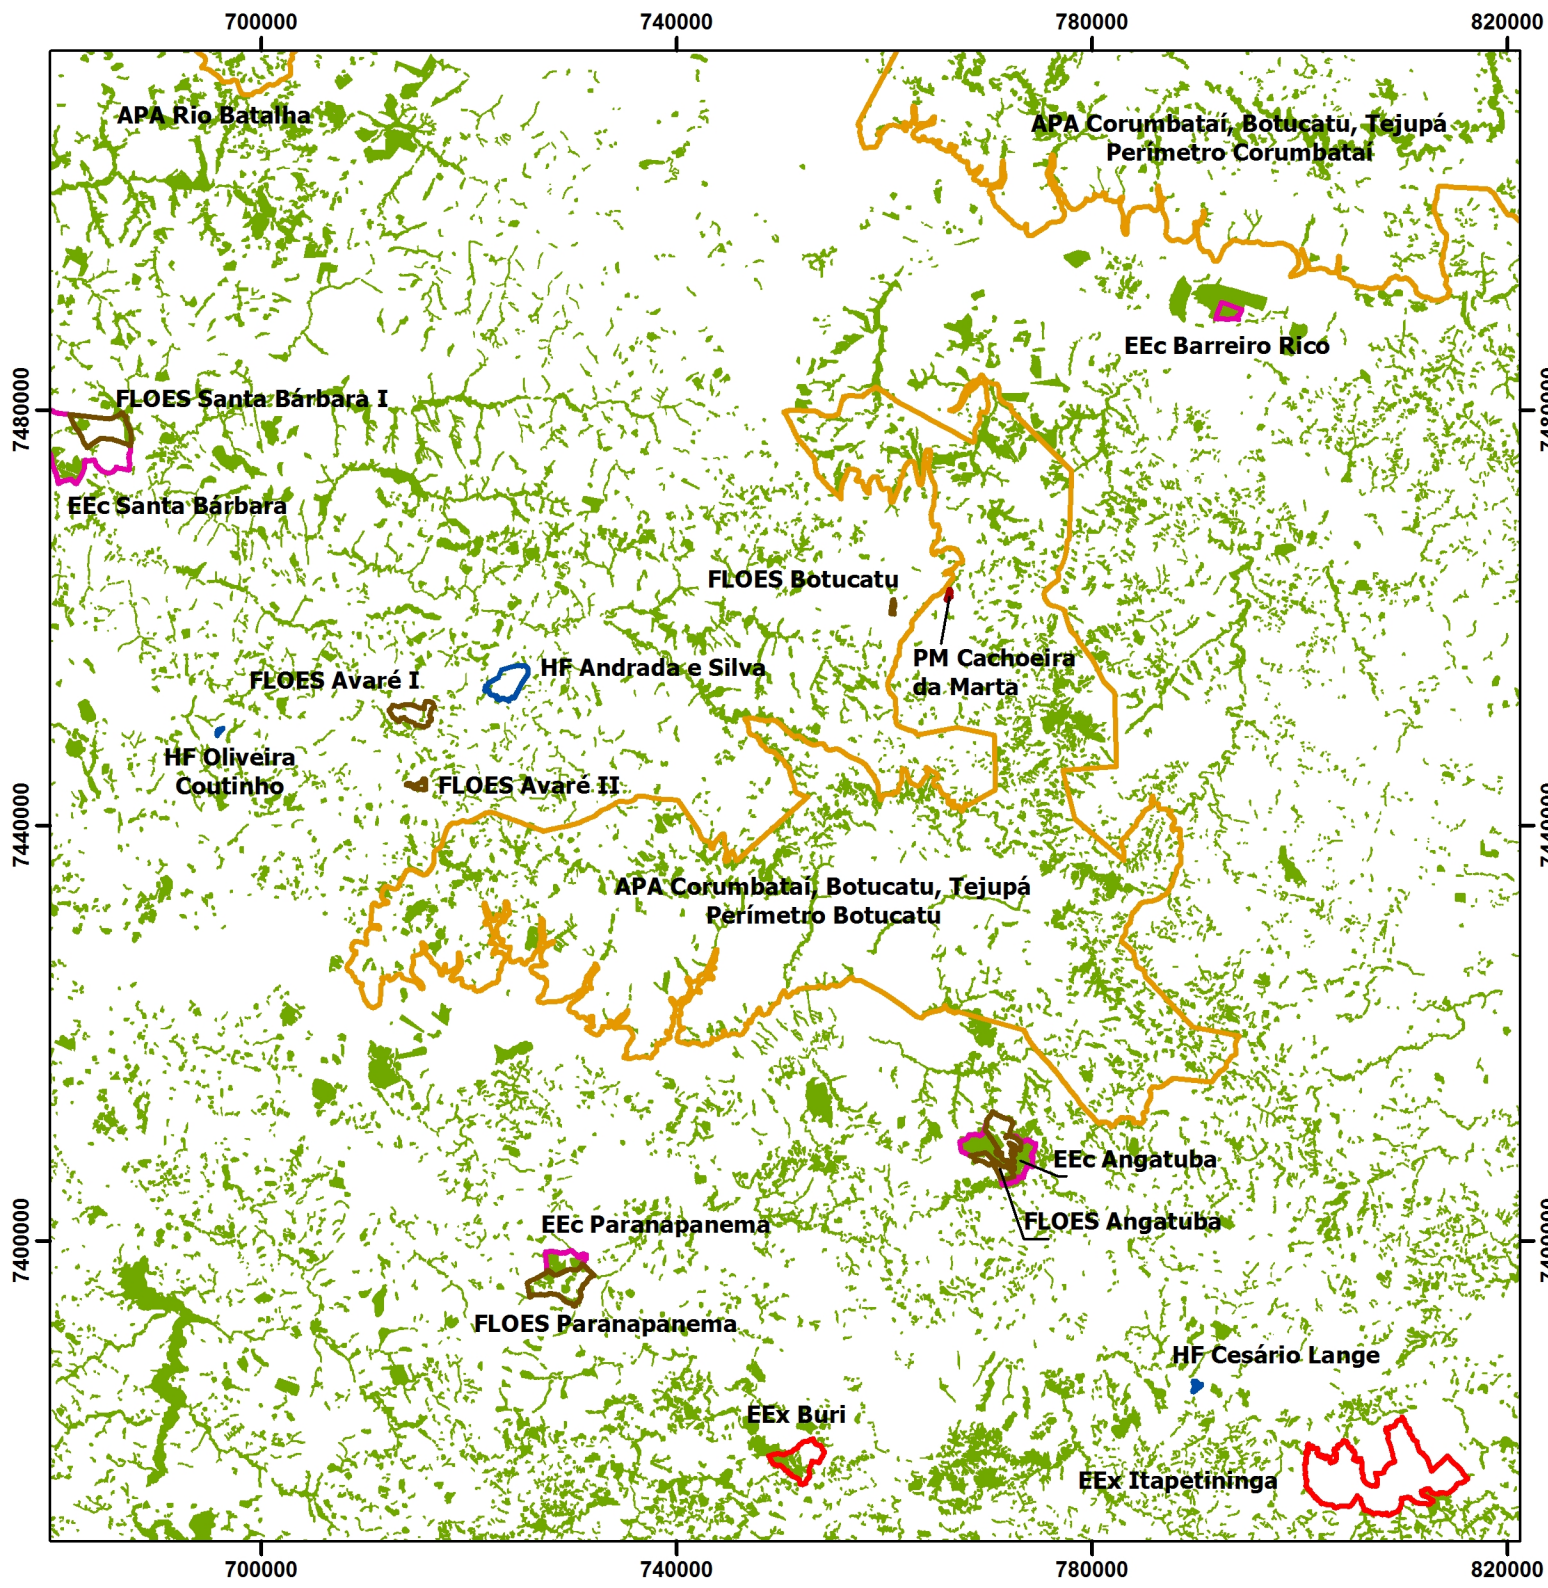 700000 740000 780000 820000
APA Rio Batalha
APA Corumbataí, Botucatu, Tejupá
Perímetro Corumbataí
EEc Barreiro Rico
7480000
7480000
FLOES Santa Bárbara I
EEc Santa Bárbara
FLOES Botucatu
PM Cachoeira
da Marta
HF Andrada e Silva
FLOES Avaré I
HF Oliveira
Coutinho
FLOES Avaré II
7440000
7440000
APA Corumbataí, Botucatu, Tejupá
Perímetro Botucatu
EEc Angatuba
FLOES Angatuba
EEc Paranapanema
7400000
7400000
FLOES Paranapanema
HF Cesário Lange
EEx Buri
EEx Itapetininga
700000 740000 780000 820000